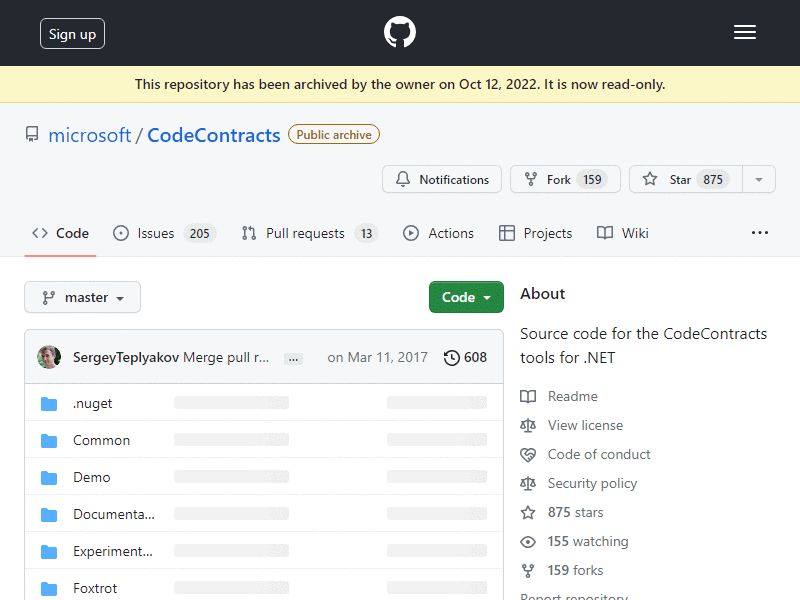 Sign up
This repository has been archived by the owner on Oct 12, 2022. It is now read-only.
microsoft / CodeContracts Public archive
Notifications Fork 159 Star 875
Code Issues 205 Pull requests 13 Actions Projects Wiki ...
master Code
SergeyTeplyakov Merge pull r... ... on Mar 11, 2017 608
.nuget
Common
Demo
Documenta...
Experiment...
Foxtrot
About
Source code for the CodeContracts
tools for .NET
Readme
View license
Code of conduct
Security policy
875 stars
155 watching
159 forks
Report repository